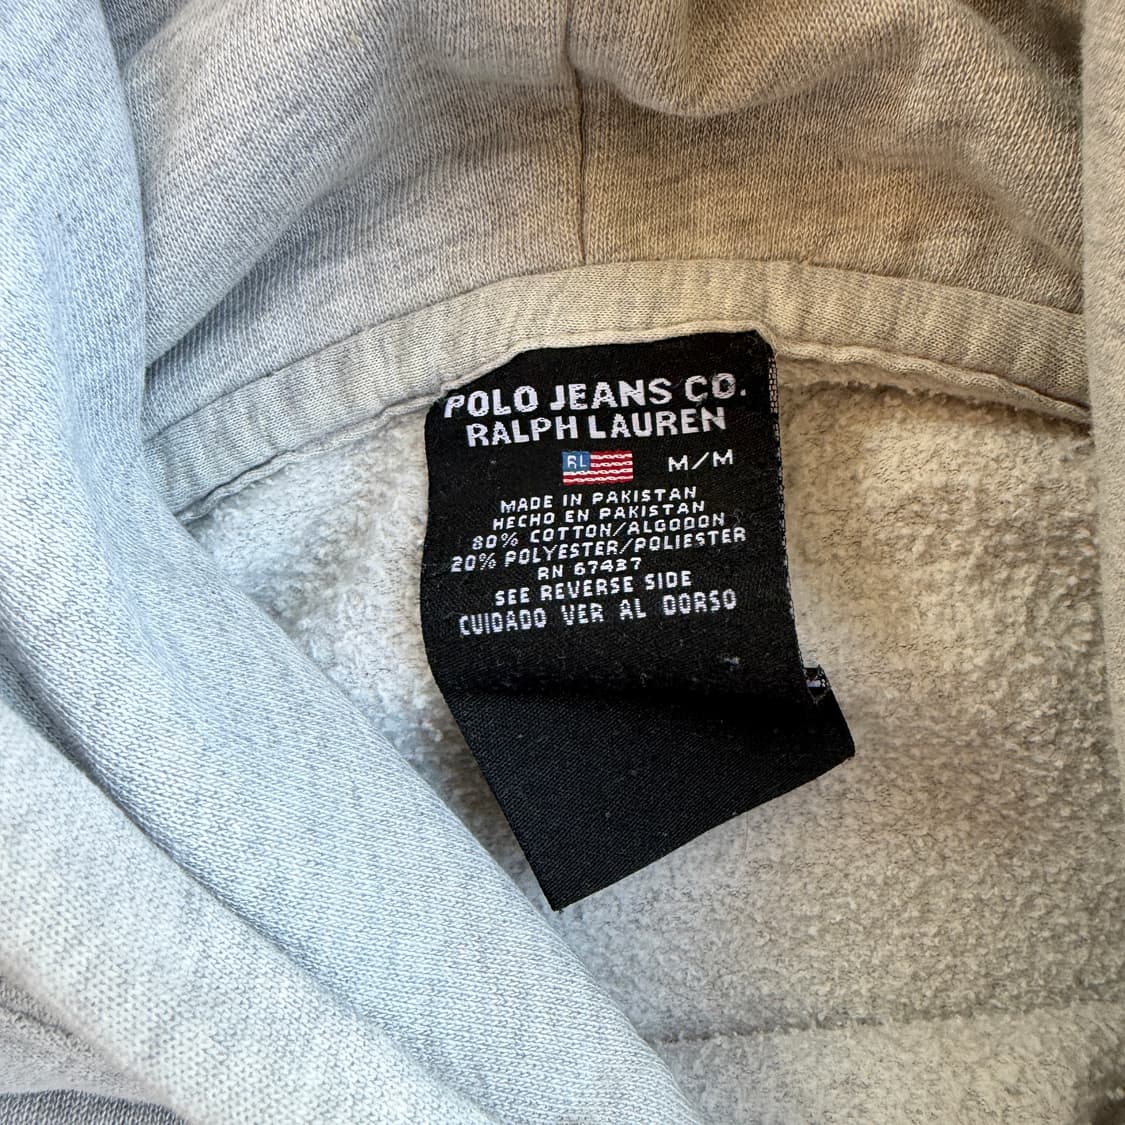 POLO JEANS CO.
RALPH LAUREN
RL M/M
MADE IN PAKISTAN
HECHO EN PAKISTAN
80% COTTON/ALGODON
20% POLYESTER/POLIESTER
RN 67437
SEE REVERSE SIDE
CUIDADO VER AL DORSO